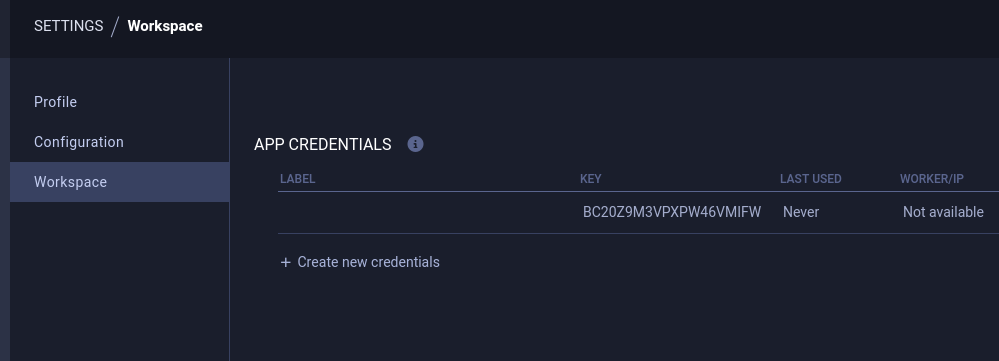 SETTINGS / Workspace
Profile
Configuration
Workspace
APP CREDENTIALS
LABEL KEY LAST USED WORKER/IP
BC20Z9M3VPXPW46VMIFW Never Not available
+ Create new credentials